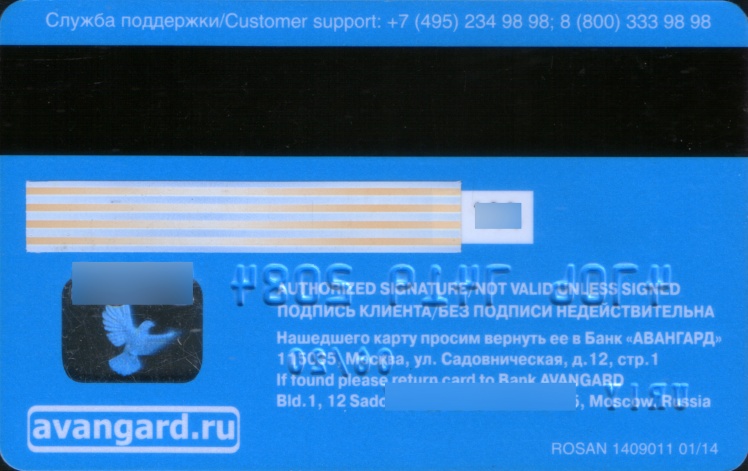 Служба поддержки/Customer support: +7 (495) 234 98 98; 8 (800) 333 98 98
AUTHORIZED SIGNATURE/NOT VALID UNLESS SIGNED
ПОДПИСЬ КЛИЕНТА/БЕЗ ПОДПИСИ НЕДЕЙСТВИТЕЛЬНА
Нашедшего карту просим вернуть ее в Банк «АВАНГАРД»
Москва, ул. Садовническая, д.12, стр.1
If found please return card to Bank AVANGARD
Bld.1, 12 Moscow, Russia
avangard.ru
ROSAN 1409011 01/14